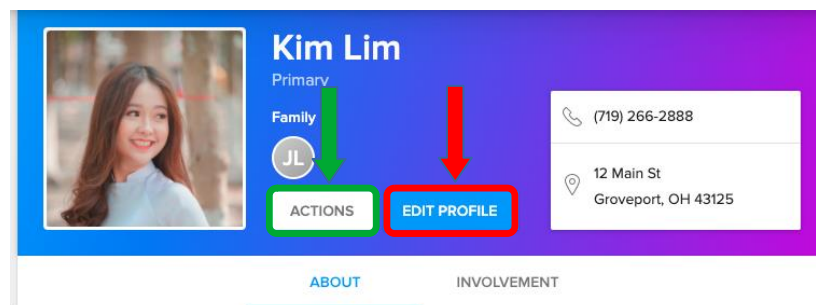 Kim Lim
Primary
Family
JL
ACTIONS
EDIT PROFILE
(719) 266-2888
12 Main St
Groveport, OH 43125
ABOUT
INVOLVEMENT